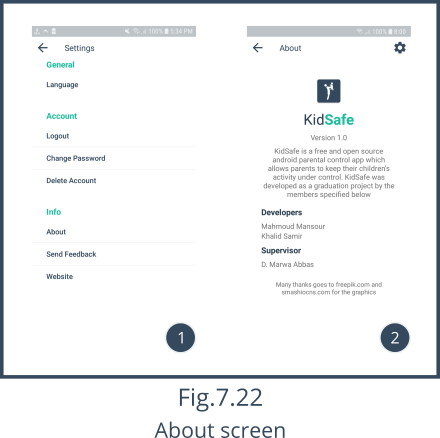 100% 5:34 PM
Settings
General
Language
Account
Logout
Change Password
Delete Account
Info
About
Send Feedback
Website
1
100% 6:05
About
KidSafe
Version 1.0
KidSafe is a free and open source
android parental control app which
allows parents to keep their children's
activity under control. KidSafe was
developed as a graduation project by the
members specified below
Developers
Mahmoud Mansour
Khalid Samir
Supervisor
D. Marwa Abbas
Many thanks goes to freepik.com and
smashiocns.com for the graphics
2
Fig.7.22
About screen